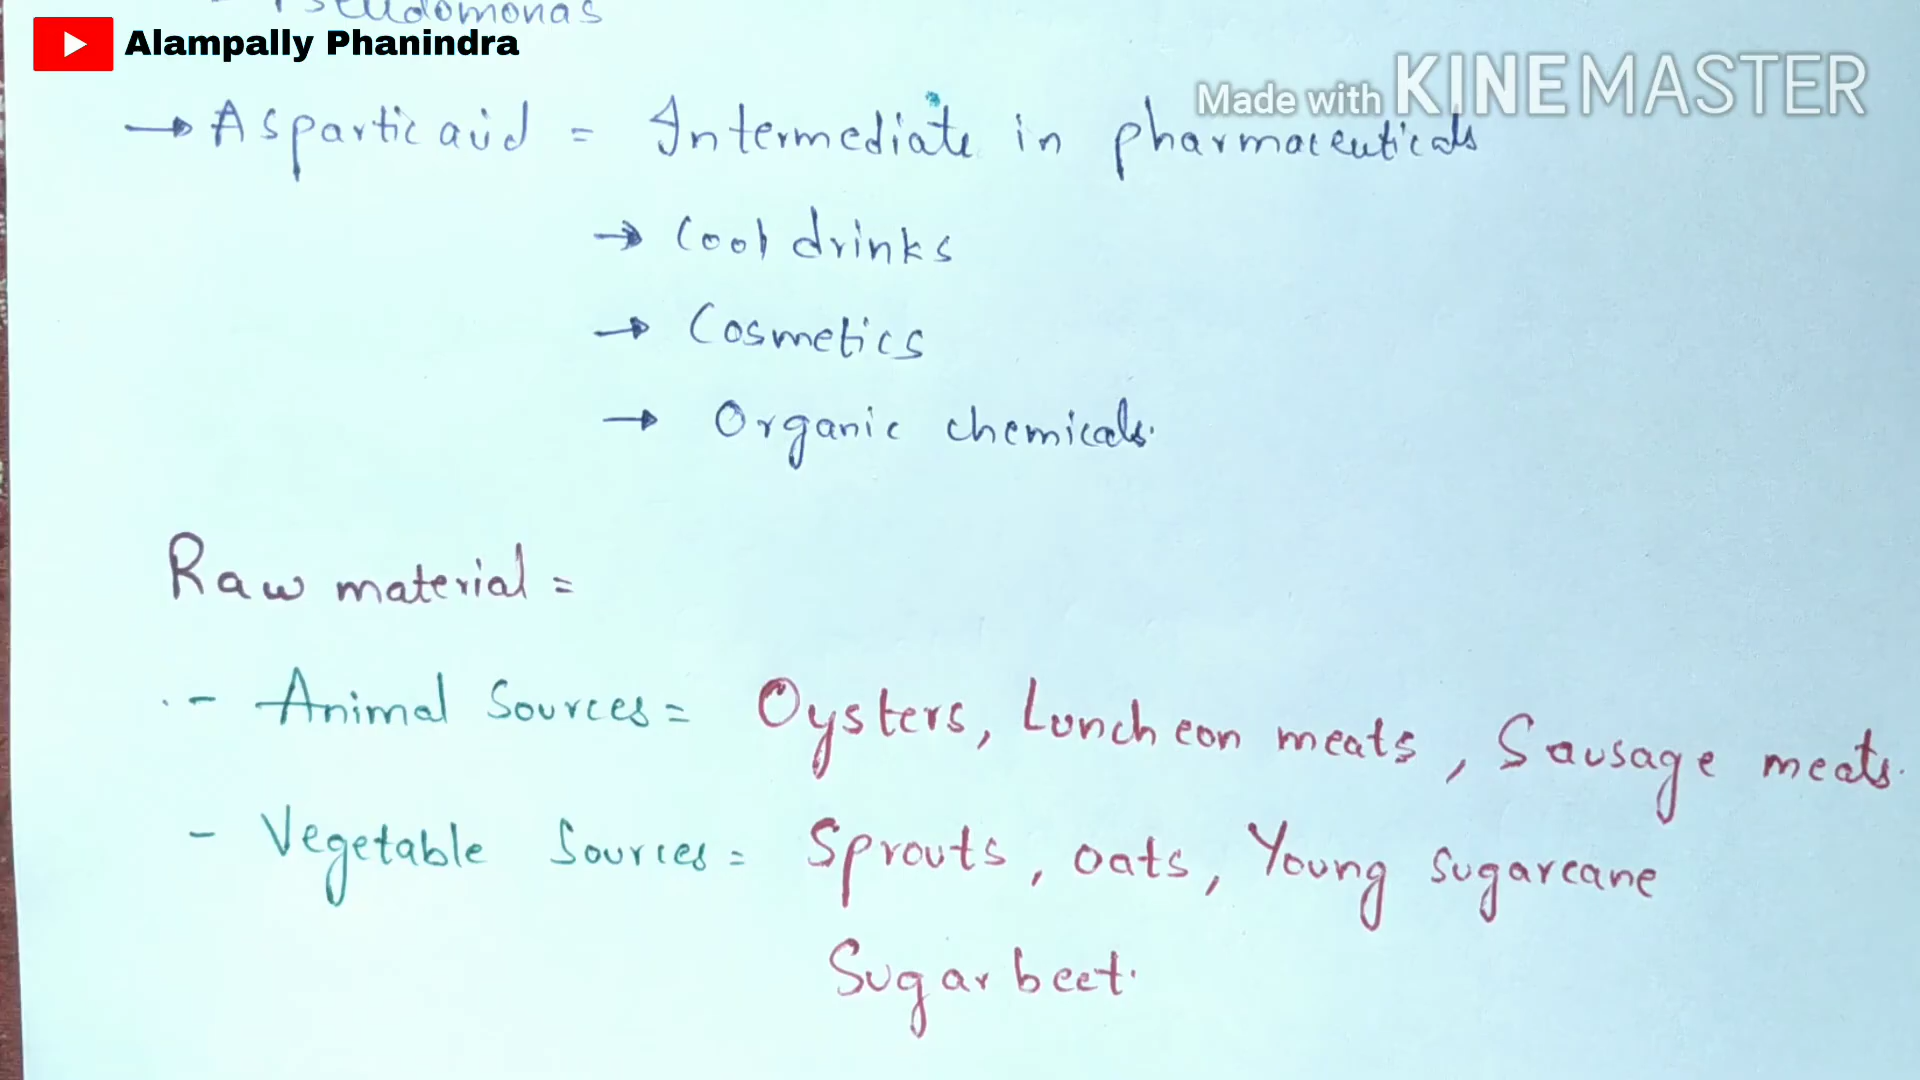 Pseudomonas
Alampally Phanindra
Made with KINEMASTER
→ Aspartic acid = Intermediate in pharmaceuticals
→ Cool drinks
→ Cosmetics
→ Organic chemicals.
Raw material =
- Animal Sources = Oysters, Luncheon meats, Sausage meats.
- Vegetable Sources = Sprouts, oats, Young sugarcane
Sugar beet.